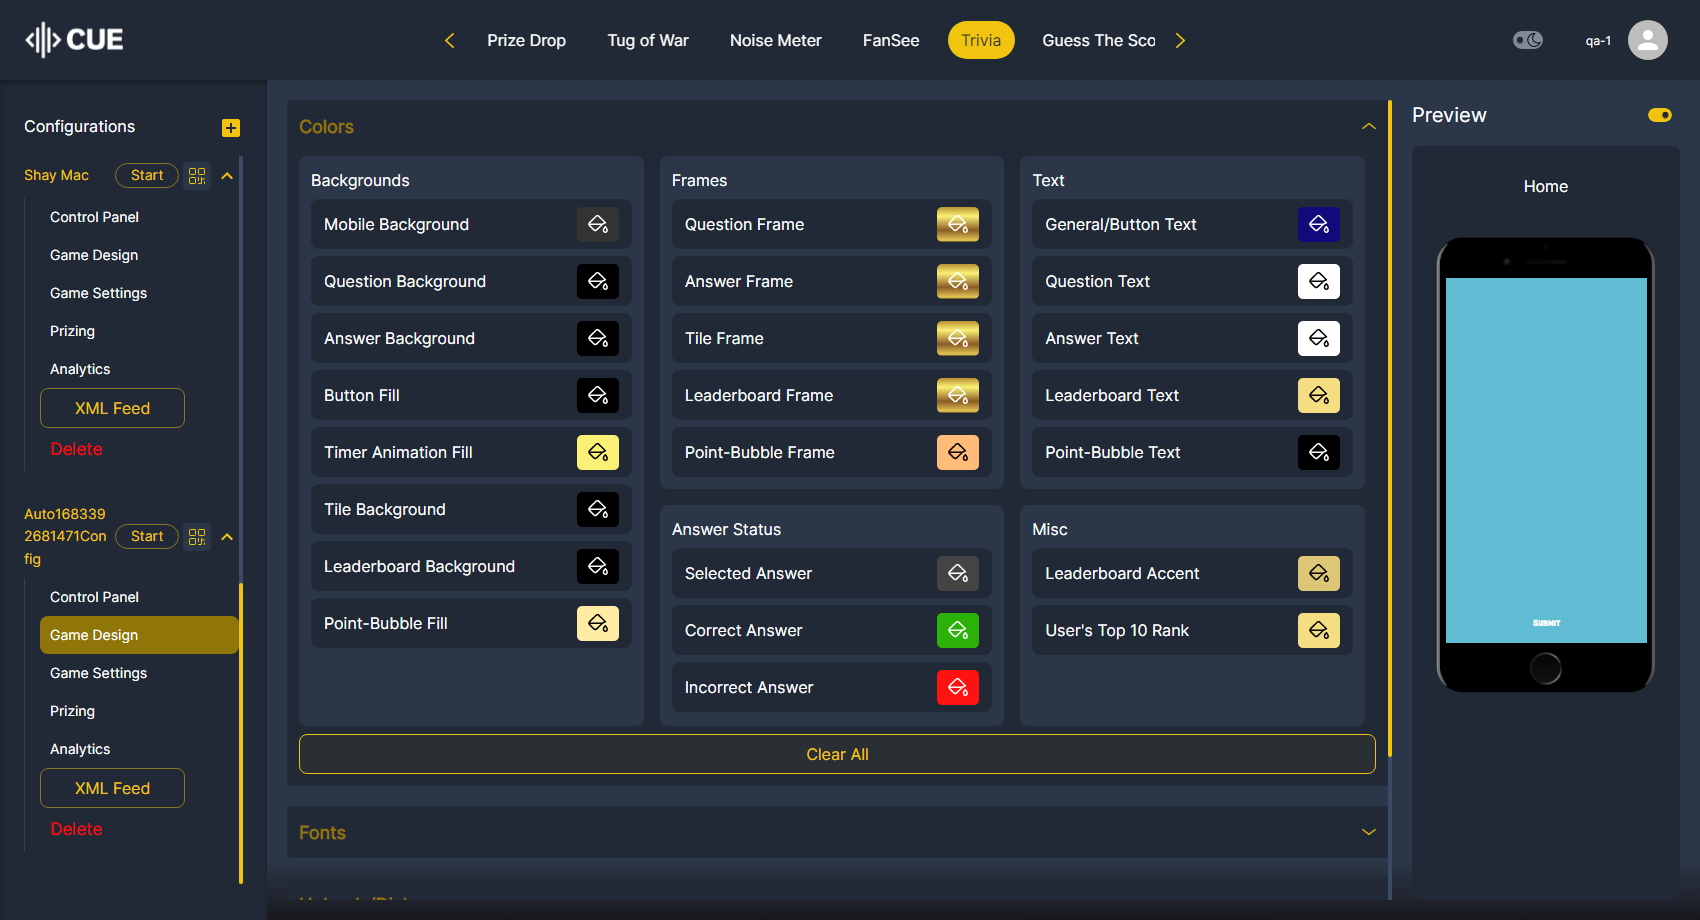 CUE
Prize Drop
Tug of War
Noise Meter
FanSee
Trivia
Guess The Sco
qa-1
Configurations
Shay Mac
Start
Control Panel
Game Design
Game Settings
Prizing
Analytics
XML Feed
Delete
Auto168339
2681471Con
fig
Start
Control Panel
Game Design
Game Settings
Prizing
Analytics
XML Feed
Delete
Colors
Backgrounds
Mobile Background
Question Background
Answer Background
Button Fill
Timer Animation Fill
Tile Background
Leaderboard Background
Point-Bubble Fill
Frames
Question Frame
Answer Frame
Tile Frame
Leaderboard Frame
Point-Bubble Frame
Text
General/Button Text
Question Text
Answer Text
Leaderboard Text
Point-Bubble Text
Answer Status
Selected Answer
Correct Answer
Incorrect Answer
Misc
Leaderboard Accent
User's Top 10 Rank
Clear All
Fonts
Preview
Home
SUBMIT